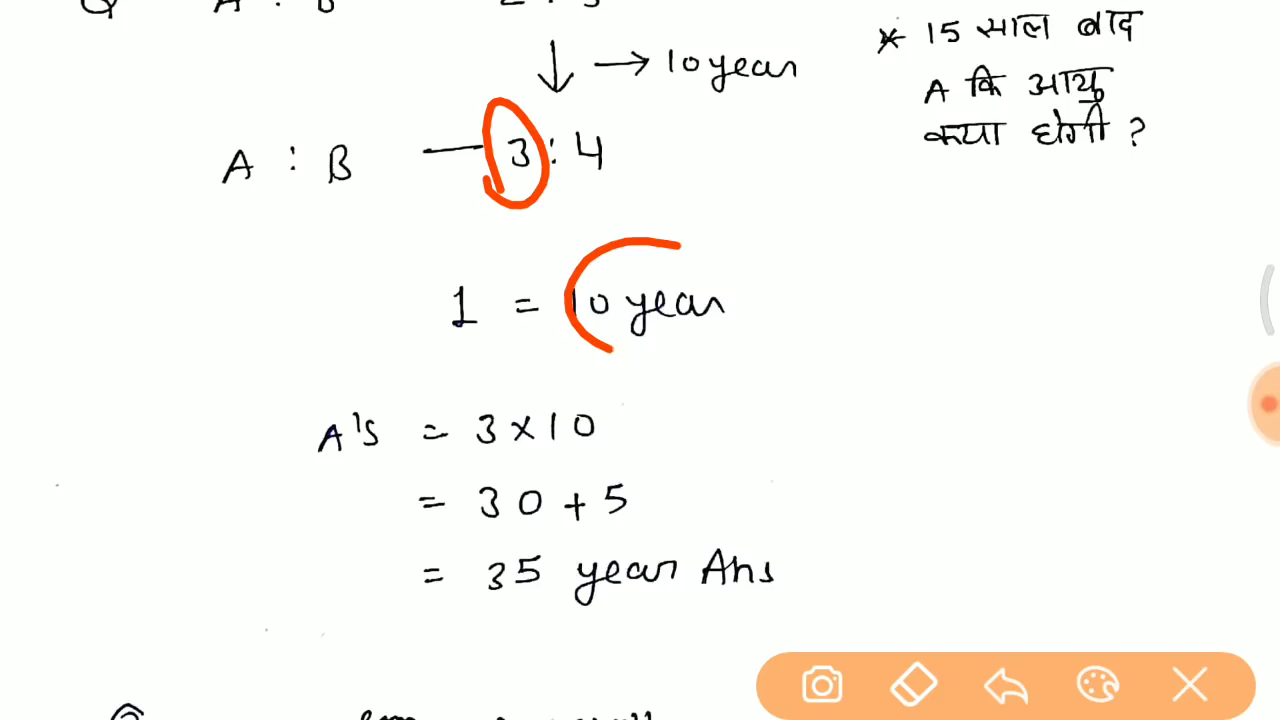 → 10 year
* 15 साल बाद
A कि आयु
क्या होगी ?
A : B — 3 : 4
1 = 10 year
A's = 3 × 10
= 30 + 5
= 35 year Ans